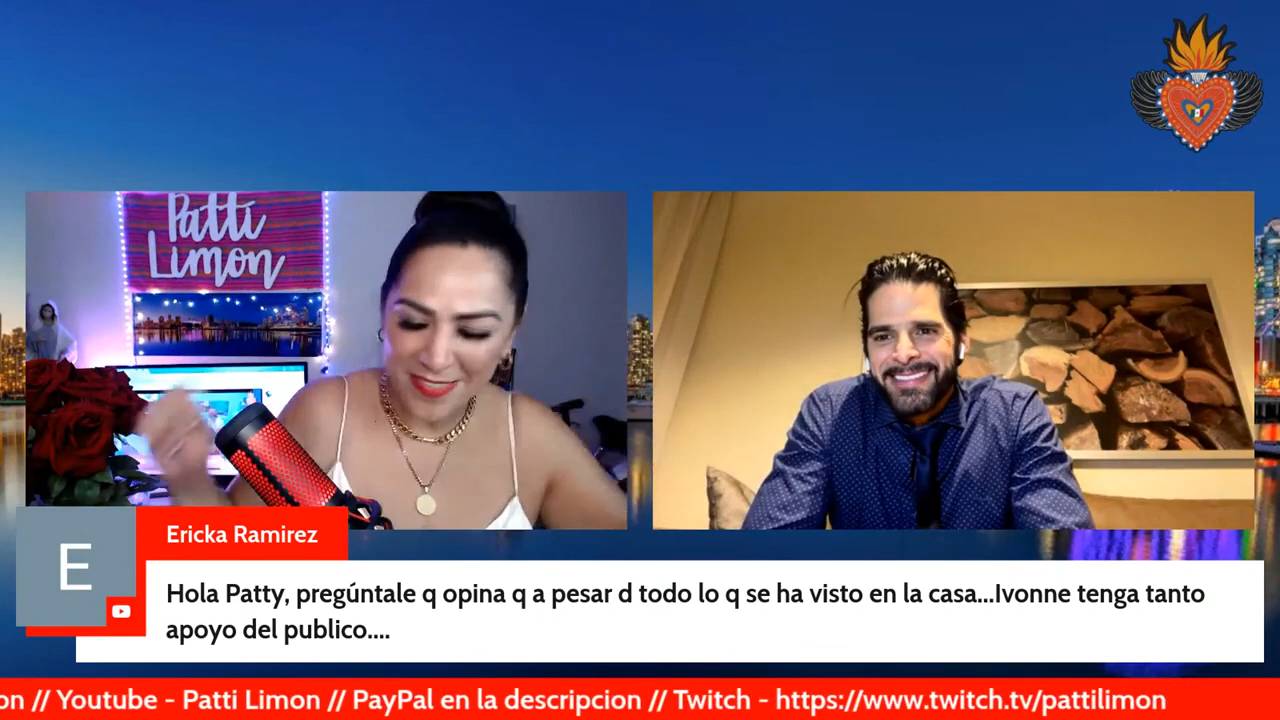 Patti
Limon
Ericka Ramirez
E
Hola Patty, pregúntale q opina q a pesar d todo lo q se ha visto en la casa...Ivonne tenga tanto
apoyo del publico....
on // Youtube - Patti Limon // PayPal en la descripcion // Twitch - https://www.twitch.tv/pattilimon